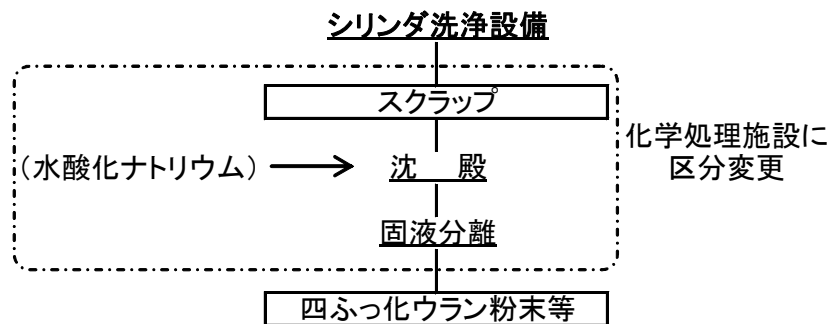 シリンダ洗浄設備
スクラップ
(水酸化ナトリウム)
沈　殿
固液分離
四ふっ化ウラン粉末等
化学処理施設に
区分変更